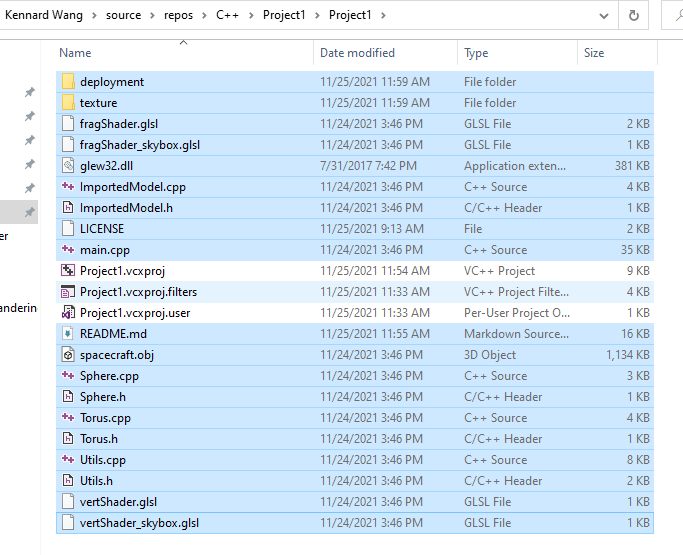 Kennard Wang > source > repos > C++ > Project1 > Project1 >
Name Date modified Type Size
deployment 11/25/2021 11:59 AM File folder
texture 11/25/2021 11:59 AM File folder
fragShader.glsl 11/24/2021 3:46 PM GLSL File 2 KB
fragShader_skybox.glsl 11/24/2021 3:46 PM GLSL File 1 KB
glew32.dll 7/31/2017 7:42 PM Application exten... 381 KB
ImportedModel.cpp 11/24/2021 3:46 PM C++ Source 4 KB
ImportedModel.h 11/24/2021 3:46 PM C/C++ Header 1 KB
LICENSE 11/25/2021 9:13 AM File 2 KB
er
main.cpp 11/24/2021 3:46 PM C++ Source 35 KB
Project1.vcxproj 11/25/2021 11:54 AM VC++ Project 9 KB
Project1.vcxproj.filters 11/25/2021 11:33 AM VC++ Project Filte... 4 KB
andering
Project1.vcxproj.user 11/25/2021 11:33 AM Per-User Project O... 1 KB
README.md 11/25/2021 11:55 AM Markdown Source... 16 KB
spacecraft.obj 11/24/2021 3:46 PM 3D Object 1,134 KB
Sphere.cpp 11/24/2021 3:46 PM C++ Source 3 KB
Sphere.h 11/24/2021 3:46 PM C/C++ Header 1 KB
Torus.cpp 11/24/2021 3:46 PM C++ Source 4 KB
Torus.h 11/24/2021 3:46 PM C/C++ Header 1 KB
Utils.cpp 11/24/2021 3:46 PM C++ Source 8 KB
Utils.h 11/24/2021 3:46 PM C/C++ Header 2 KB
vertShader.glsl 11/24/2021 3:46 PM GLSL File 1 KB
vertShader_skybox.glsl 11/24/2021 3:46 PM GLSL File 1 KB